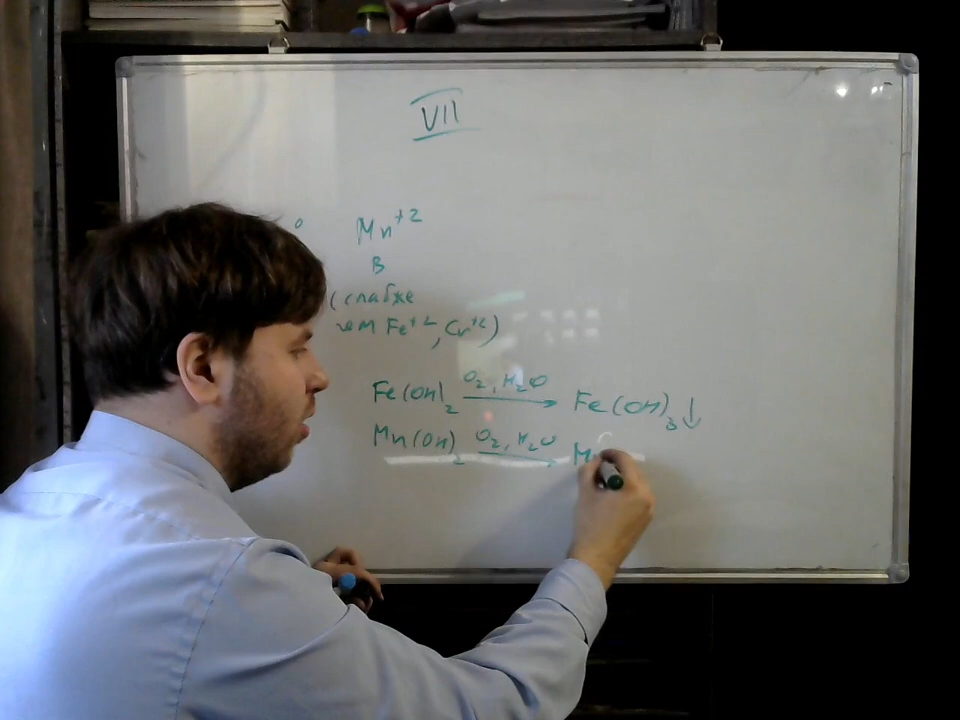 VII
0 Mn+2
В
(слабже
чем Fe+2, Cr+2)
Fe(OH)2 O2, H2O → Fe(OH)3↓
Mn(OH)2 O2, H2O → M